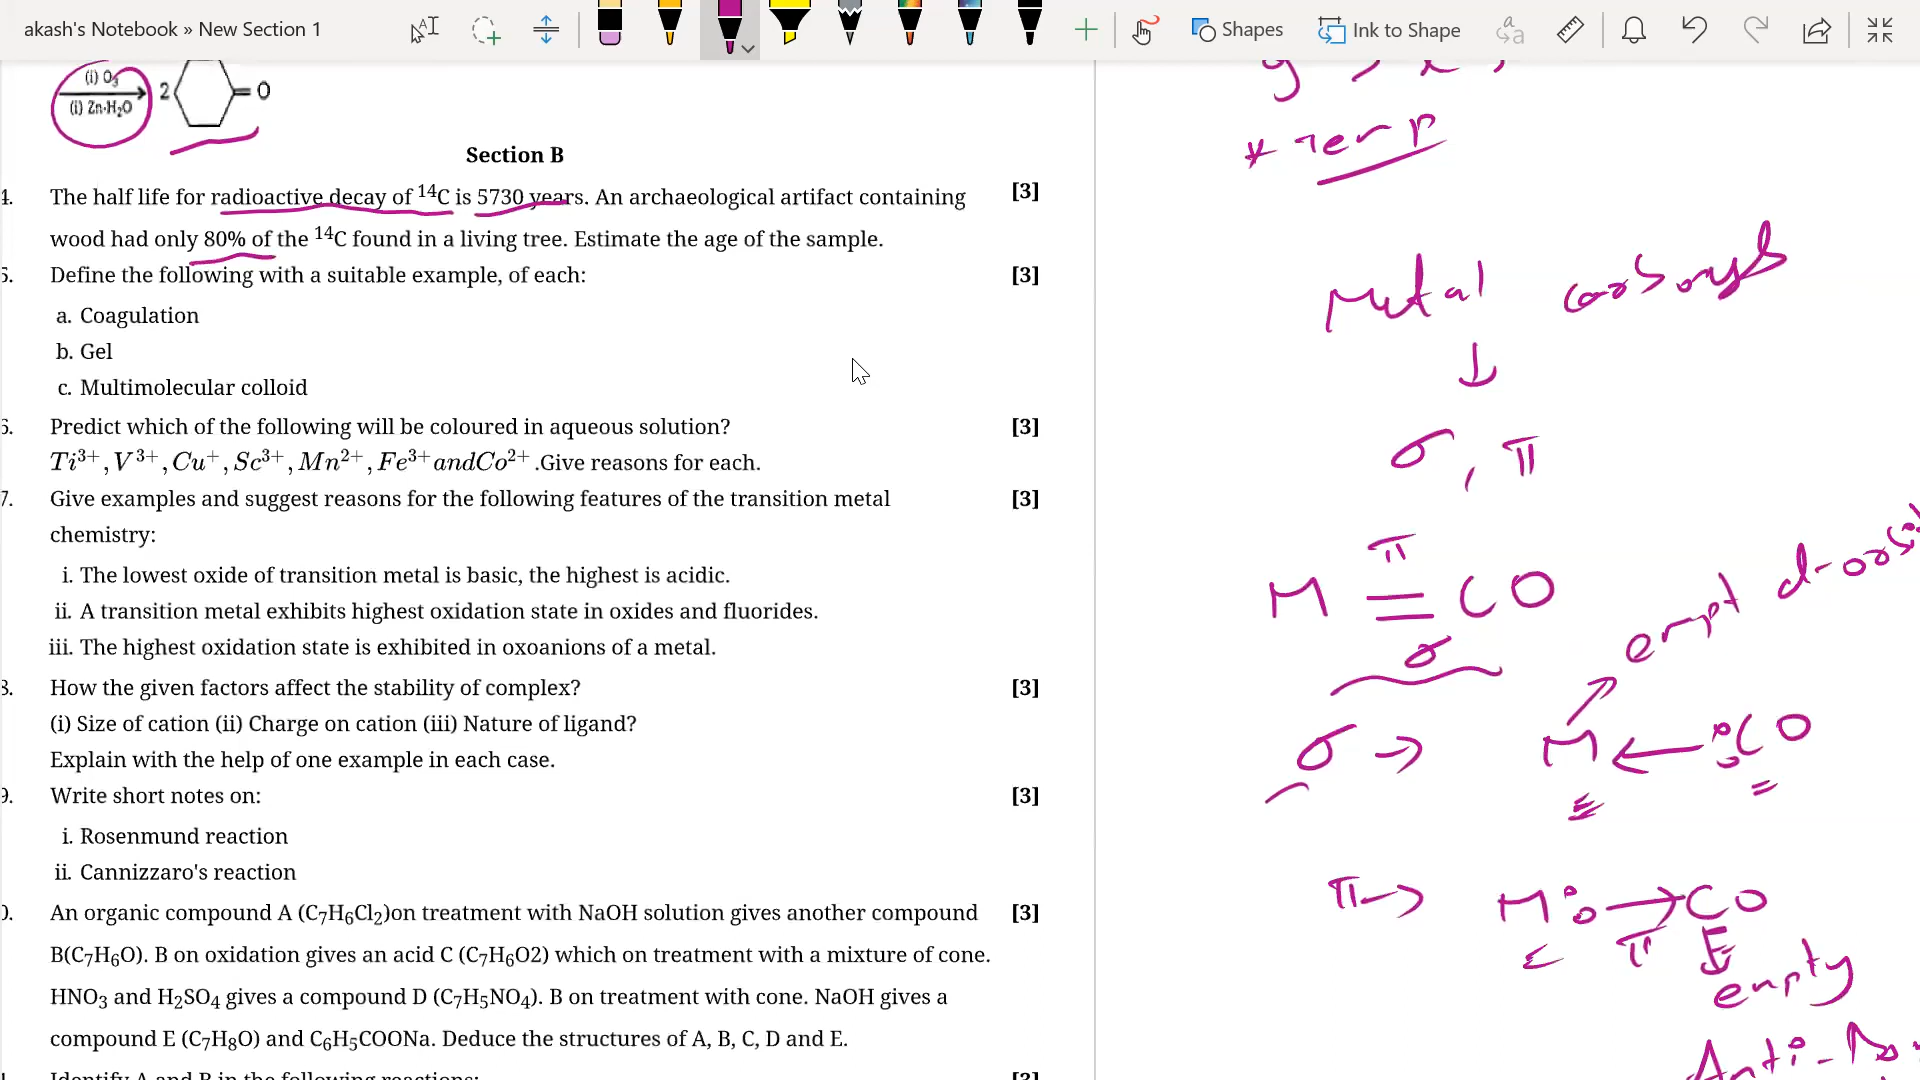 akash's Notebook » New Section 1
Shapes
Ink to Shape
(i) O3
(i) Zn-H2O
2
O
* Temp
Section B
4. The half life for radioactive decay of 14C is 5730 years. An archaeological artifact containing [3]
wood had only 80% of the 14C found in a living tree. Estimate the age of the sample.
5. Define the following with a suitable example, of each: [3]
a. Coagulation
b. Gel
c. Multimolecular colloid
6. Predict which of the following will be coloured in aqueous solution? [3]
Ti3+, V3+, Cu+, Sc3+, Mn2+, Fe3+andCo2+.Give reasons for each.
7. Give examples and suggest reasons for the following features of the transition metal [3]
chemistry:
i. The lowest oxide of transition metal is basic, the highest is acidic.
ii. A transition metal exhibits highest oxidation state in oxides and fluorides.
iii. The highest oxidation state is exhibited in oxoanions of a metal.
8. How the given factors affect the stability of complex? [3]
(i) Size of cation (ii) Charge on cation (iii) Nature of ligand?
Explain with the help of one example in each case.
9. Write short notes on: [3]
i. Rosenmund reaction
ii. Cannizzaro's reaction
0. An organic compound A (C7H6Cl2)on treatment with NaOH solution gives another compound [3]
B(C7H6O). B on oxidation gives an acid C (C7H6O2) which on treatment with a mixture of cone.
HNO3 and H2SO4 gives a compound D (C7H5NO4). B on treatment with cone. NaOH gives a
compound E (C7H8O) and C6H5COONa. Deduce the structures of A, B, C, D and E.
Identify A and B in the following reactions: [3]
Metal carbonyls
↓
σ, π
π
M = CO
σ
empt d-orbi
σ → M ← :CO
π → M : → CO
π
empty
Anti-bo